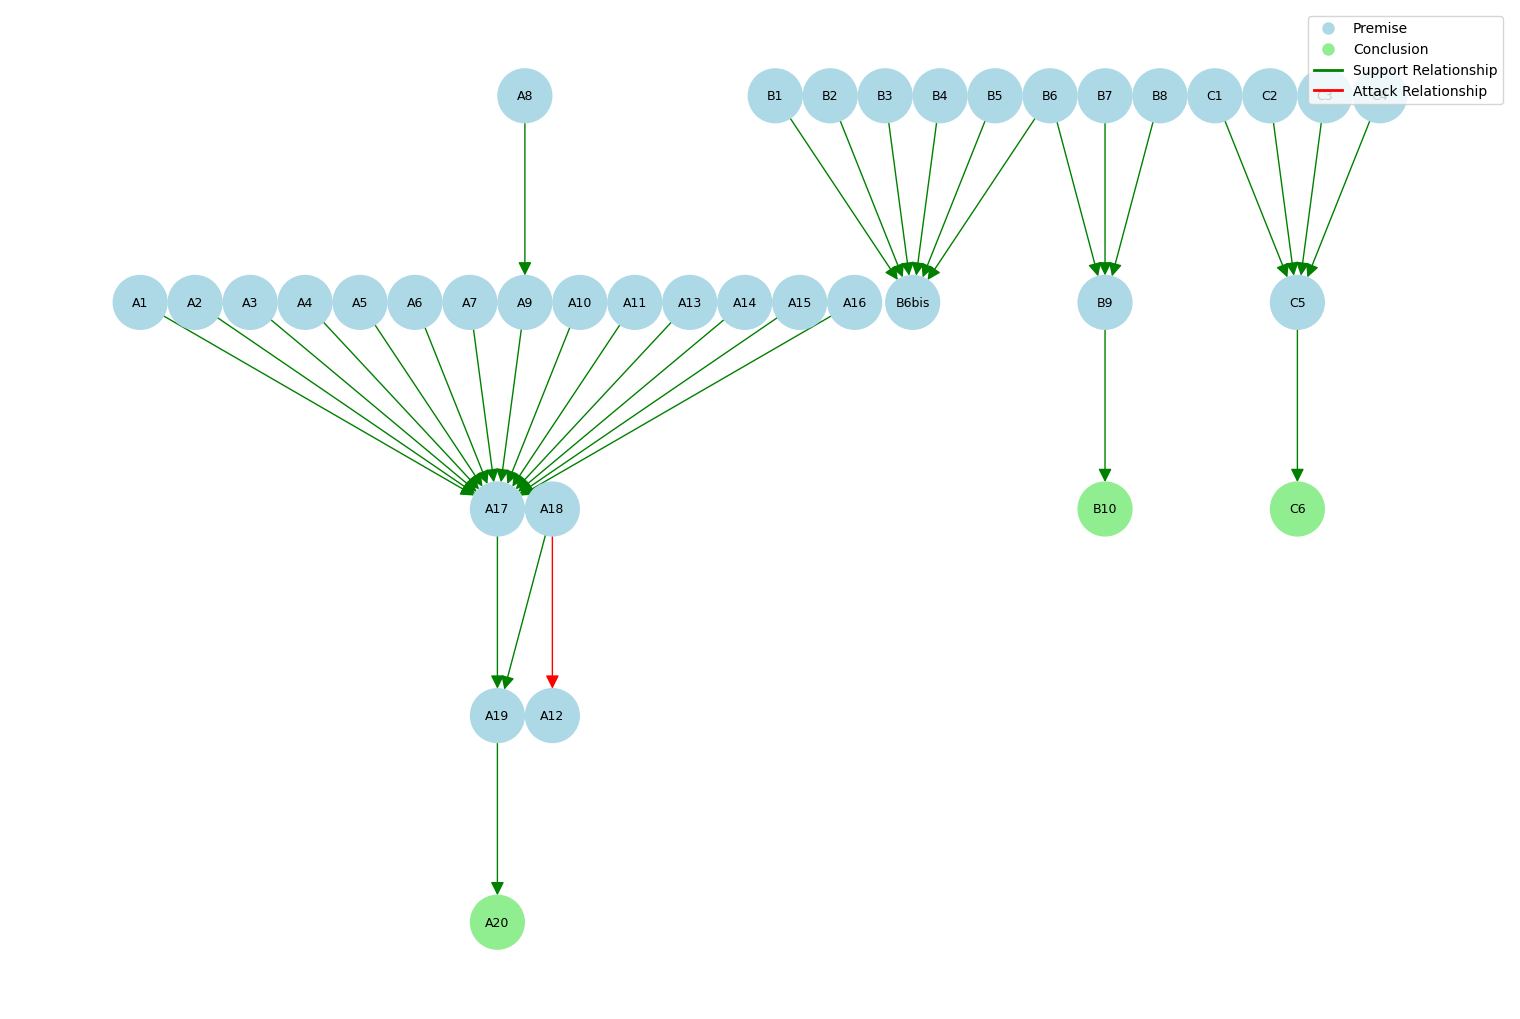 Premise
Conclusion
Support Relationship
Attack Relationship
A8
B1
B2
B3
B4
B5
B6
B7
B8
C1
C2
C3
C4
A1
A2
A3
A4
A5
A6
A7
A9
A10
A11
A13
A14
A15
A16
B6bis
B9
C5
A17
A18
B10
C6
A19
A12
A20